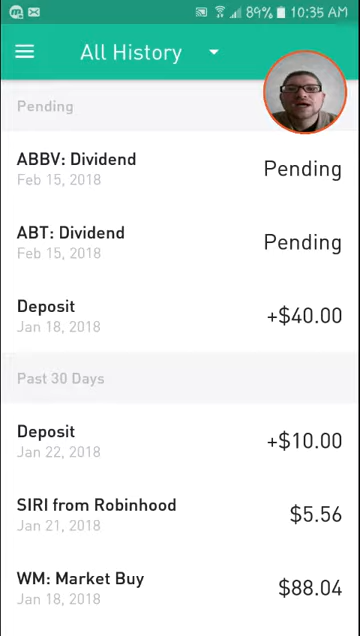 89% 10:35 AM
All History
Pending
ABBV: Dividend
Feb 15, 2018
Pending
ABT: Dividend
Feb 15, 2018
Pending
Deposit
Jan 18, 2018
+$40.00
Past 30 Days
Deposit
Jan 22, 2018
+$10.00
SIRI from Robinhood
Jan 21, 2018
$5.56
WM: Market Buy
Jan 18, 2018
$88.04